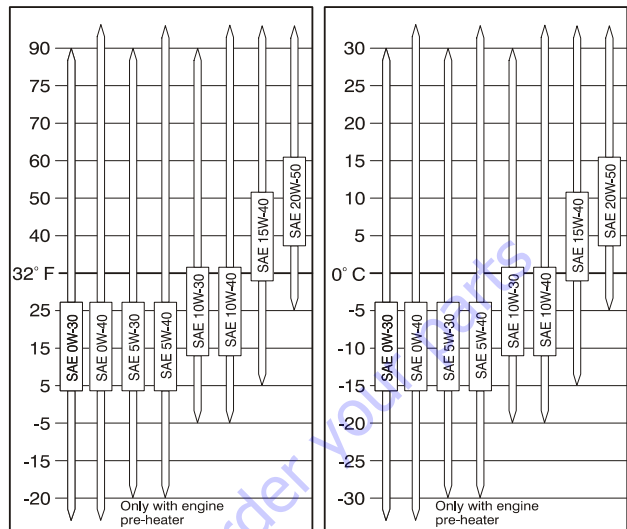 90
75
70
60
50
40
32° F
25
15
5
-5
-15
-20
SAE 0W-30
SAE 0W-40
SAE 5W-30
SAE 5W-40
SAE 10W-30
SAE 10W-40
SAE 15W-40
SAE 20W-50
Only with engine
pre-heater
30
25
20
15
10
5
0° C
-5
-10
-15
-20
-25
-30
SAE 0W-30
SAE 0W-40
SAE 5W-30
SAE 5W-40
SAE 10W-30
SAE 10W-40
SAE 15W-40
SAE 20W-50
Only with engine
pre-heater
order your parts